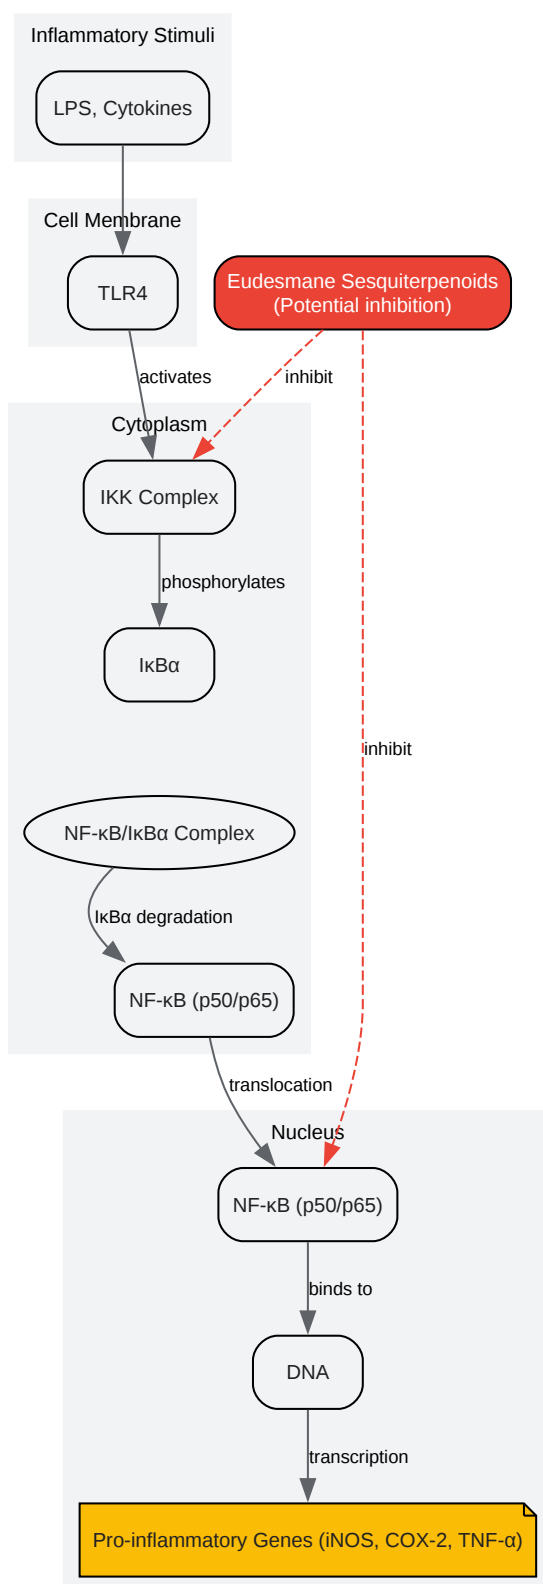 Inflammatory Stimuli
LPS, Cytokines
Cell Membrane
TLR4
Eudesmane Sesquiterpenoids
(Potential inhibition)
activates
inhibit
Cytoplasm
IKK Complex
phosphorylates
IκBα
inhibit
NF-κB/IκBα Complex
IκBα degradation
NF-κB (p50/p65)
translocation
Nucleus
NF-κB (p50/p65)
binds to
DNA
transcription
Pro-inflammatory Genes (iNOS, COX-2, TNF-α)